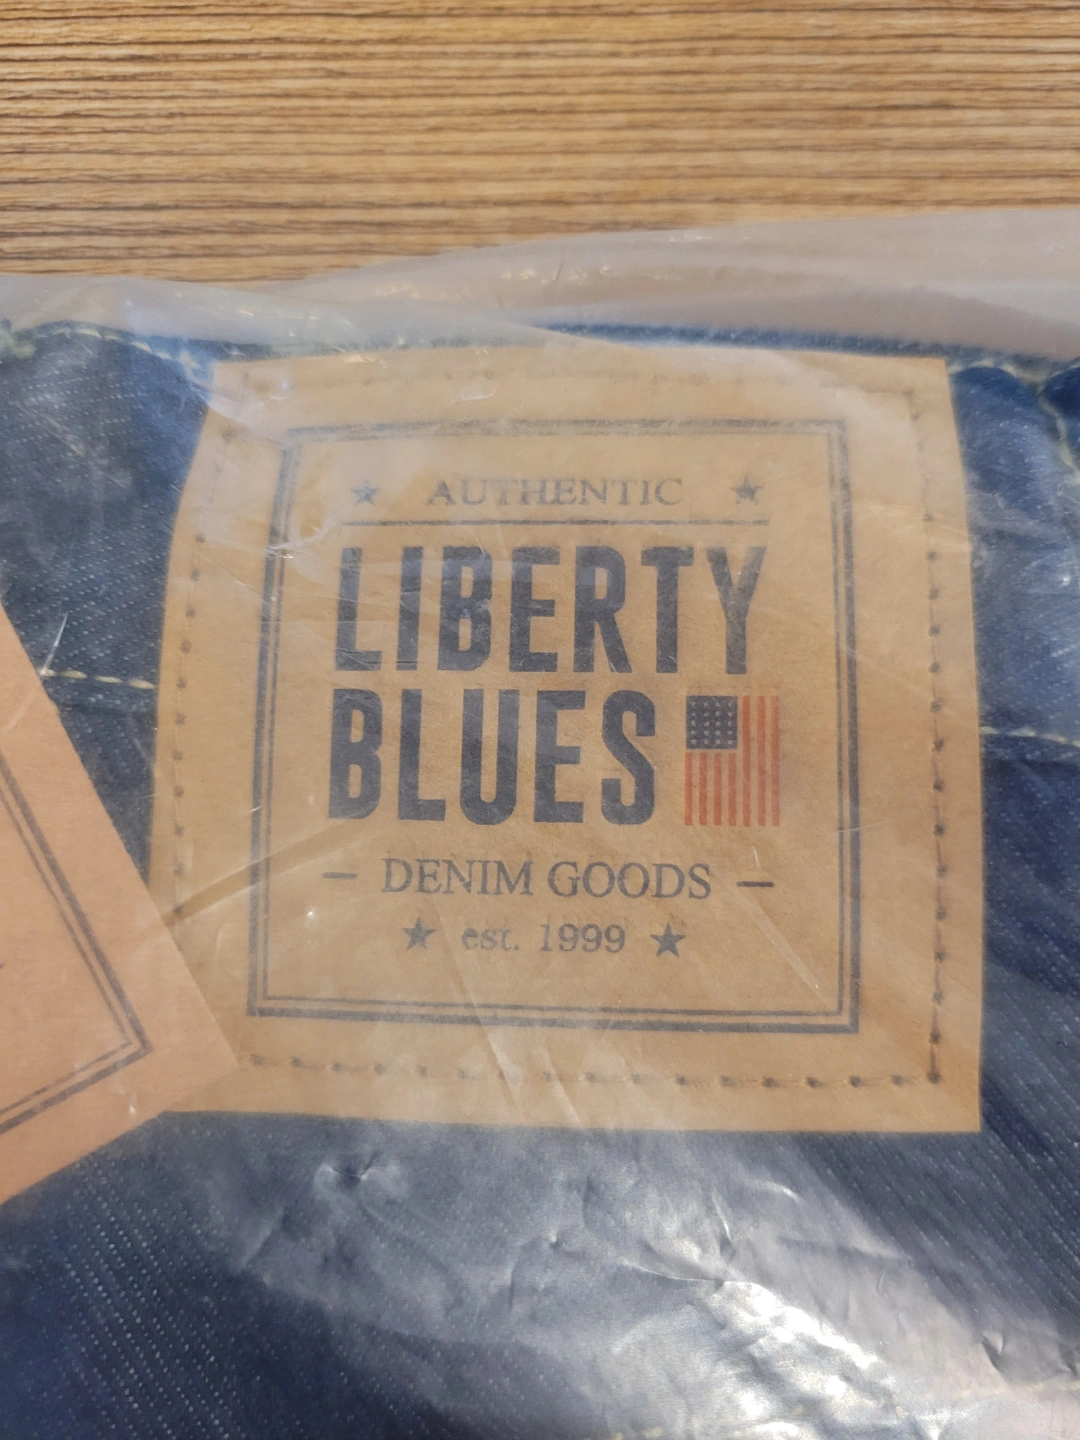 AUTHENTIC
LIBERTY
BLUES
– DENIM GOODS –
est. 1999